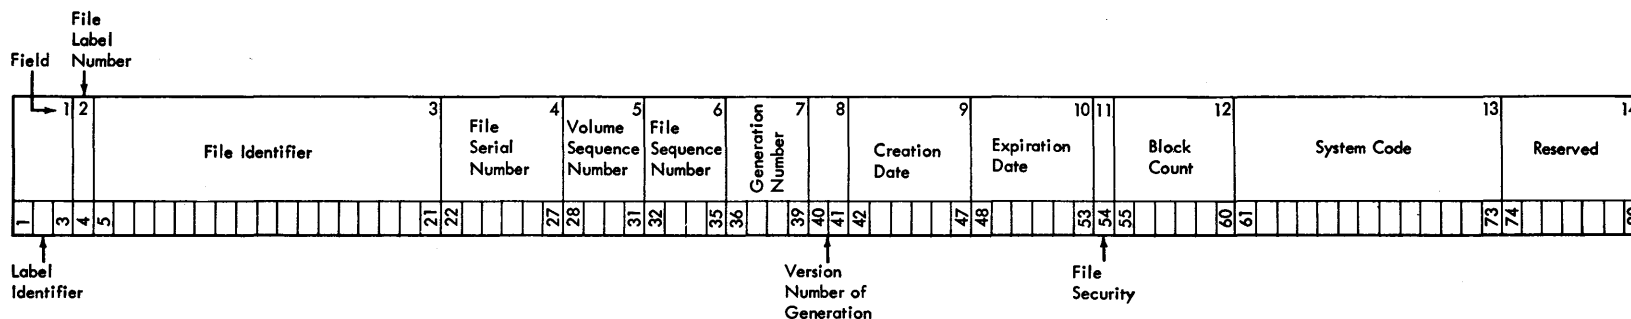 File
Label
Number
Field
1
2
3
4
5
6
7
8
9
10
11
12
13
14
File Identifier
File
Serial
Number
Volume
Sequence
Number
File
Sequence
Number
Generation
Number
Creation
Date
Expiration
Date
Block
Count
System Code
Reserved
1
3
4
5
21
22
27
28
31
32
35
36
39
40
41
42
47
48
53
54
55
60
61
73
74
Label
Identifier
Version
Number of
Generation
File
Security